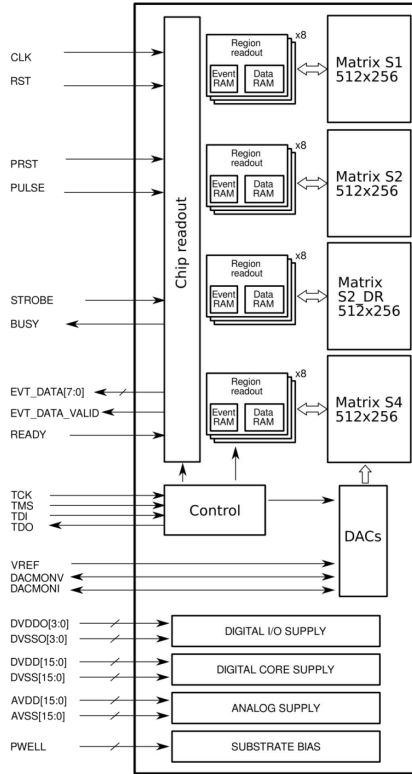 CLK
RST
PRST
PULSE
STROBE
BUSY
EVT_DATA[7:0]
EVT_DATA_VALID
READY
TCK
TMS
TDI
TDO
VREF
DACMONV
DACMONI
DVDDO[3:0]
DVSSO[3:0]
DVDD[15:0]
DVSS[15:0]
AVDD[15:0]
AVSS[15:0]
PWELL
Chip readout
x8
Region
readout
Event
RAM
Data
RAM
Matrix S1
512x256
x8
Region
readout
Event
RAM
Data
RAM
Matrix S2
512x256
x8
Region
readout
Event
RAM
Data
RAM
Matrix
S2_DR
512x256
x8
Region
readout
Event
RAM
Data
RAM
Matrix S4
512x256
Control
DACs
DIGITAL I/O SUPPLY
DIGITAL CORE SUPPLY
ANALOG SUPPLY
SUBSTRATE BIAS